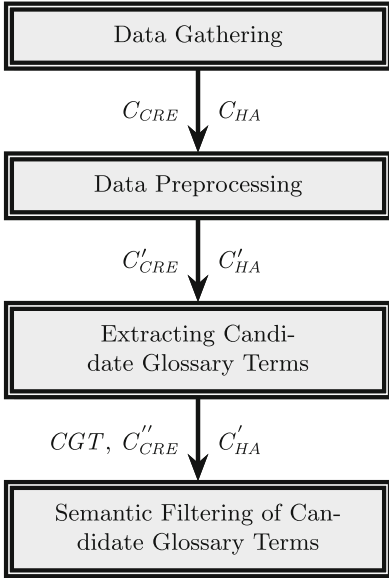 Data Gathering
C_CRE C_HA
Data Preprocessing
C'_CRE C'_HA
Extracting Candi-
date Glossary Terms
CGT, C''_CRE C'_HA
Semantic Filtering of Can-
didate Glossary Terms